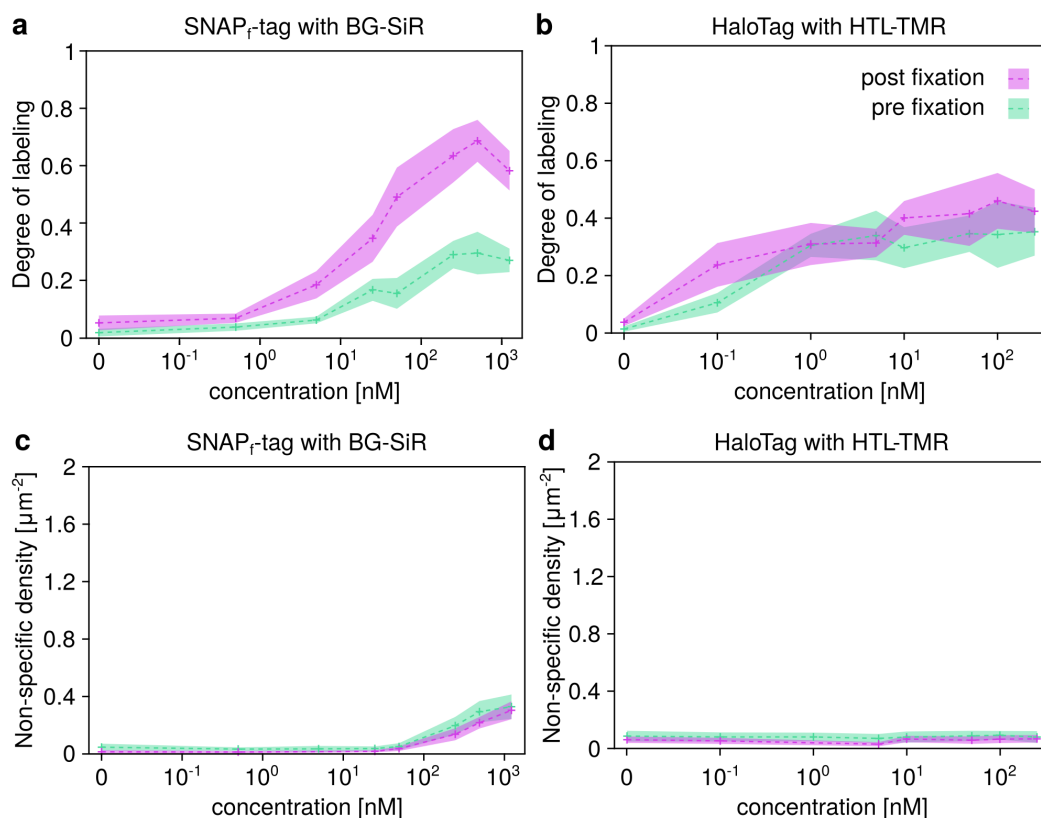 a
SNAPf-tag with BG-SiR
Degree of labeling
1
0.8
0.6
0.4
0.2
0
0 10⁻¹ 10⁰ 10¹ 10² 10³
concentration [nM]
b
HaloTag with HTL-TMR
post fixation
pre fixation
Degree of labeling
1
0.8
0.6
0.4
0.2
0
0 10⁻¹ 10⁰ 10¹ 10²
concentration [nM]
c
SNAPf-tag with BG-SiR
Non-specific density [µm⁻²]
2
1.6
1.2
0.8
0.4
0
0 10⁻¹ 10⁰ 10¹ 10² 10³
concentration [nM]
d
HaloTag with HTL-TMR
Non-specific density [µm⁻²]
2
1.6
1.2
0.8
0.4
0
0 10⁻¹ 10⁰ 10¹ 10²
concentration [nM]